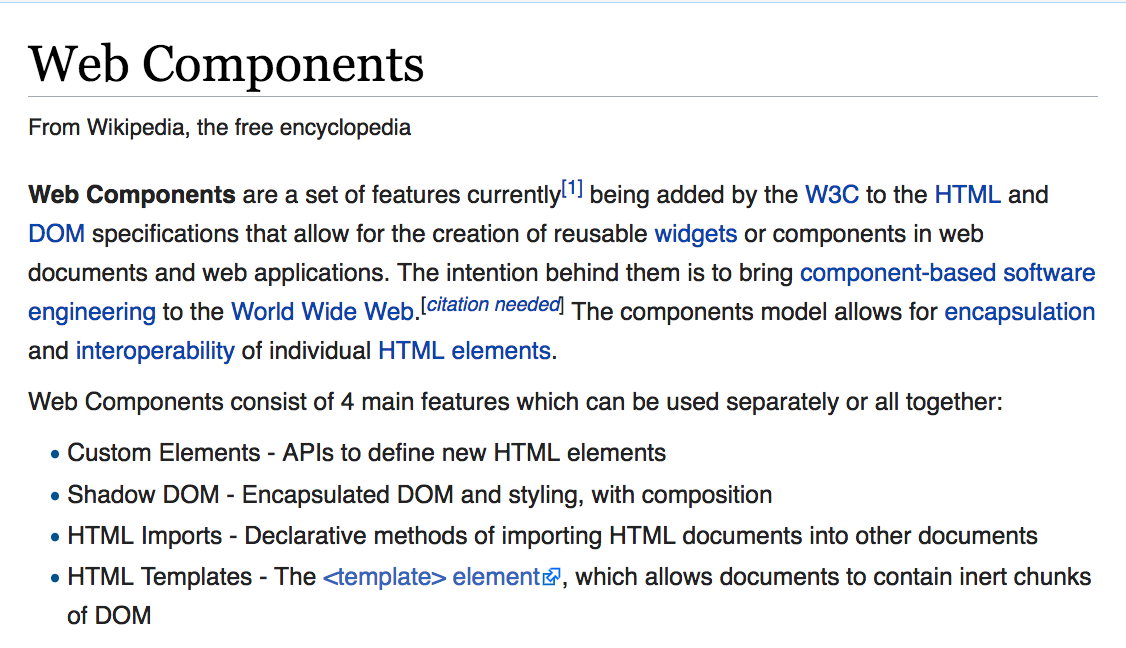 Web Components
From Wikipedia, the free encyclopedia
Web Components are a set of features currently[1] being added by the W3C to the HTML and
DOM specifications that allow for the creation of reusable widgets or components in web
documents and web applications. The intention behind them is to bring component-based software
engineering to the World Wide Web.[citation needed] The components model allows for encapsulation
and interoperability of individual HTML elements.
Web Components consist of 4 main features which can be used separately or all together:
• Custom Elements - APIs to define new HTML elements
• Shadow DOM - Encapsulated DOM and styling, with composition
• HTML Imports - Declarative methods of importing HTML documents into other documents
• HTML Templates - The <template> element, which allows documents to contain inert chunks
of DOM